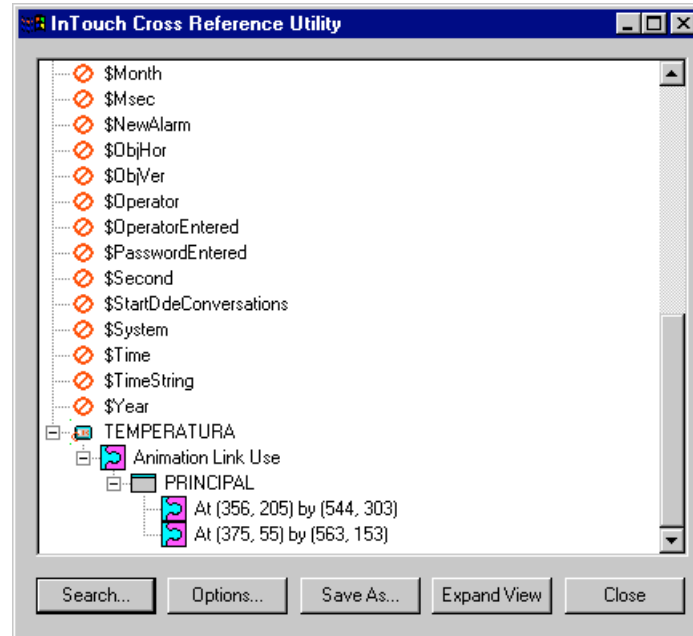 InTouch Cross Reference Utility
$Month
$Msec
$NewAlarm
$ObjHor
$ObjVer
$Operator
$OperatorEntered
$PasswordEntered
$Second
$StartDdeConversations
$System
$Time
$TimeString
$Year
TEMPERATURA
Animation Link Use
PRINCIPAL
At (356, 205) by (544, 303)
At (375, 55) by (563, 153)
Search... Options... Save As... Expand View Close